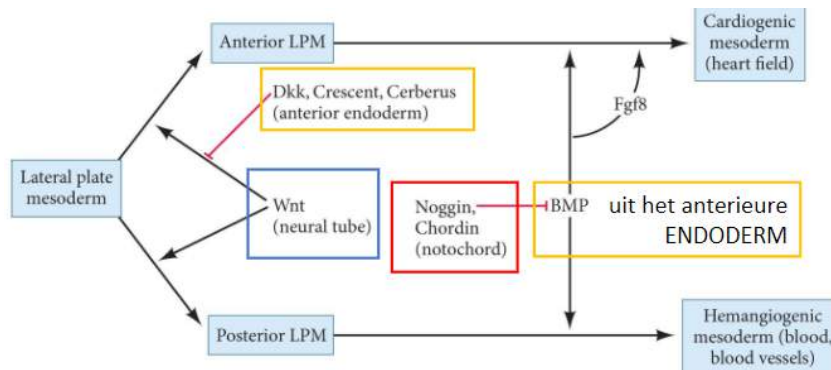 Anterior LPM
Cardiogenic
mesoderm
(heart field)
Dkk, Crescent, Cerberus
(anterior endoderm)
Fgf8
Lateral plate
mesoderm
Wnt
(neural tube)
Noggin,
Chordin
(notochord)
BMP
uit het anterieure
ENDODERM
Posterior LPM
Hemangiogenic
mesoderm (blood,
blood vessels)